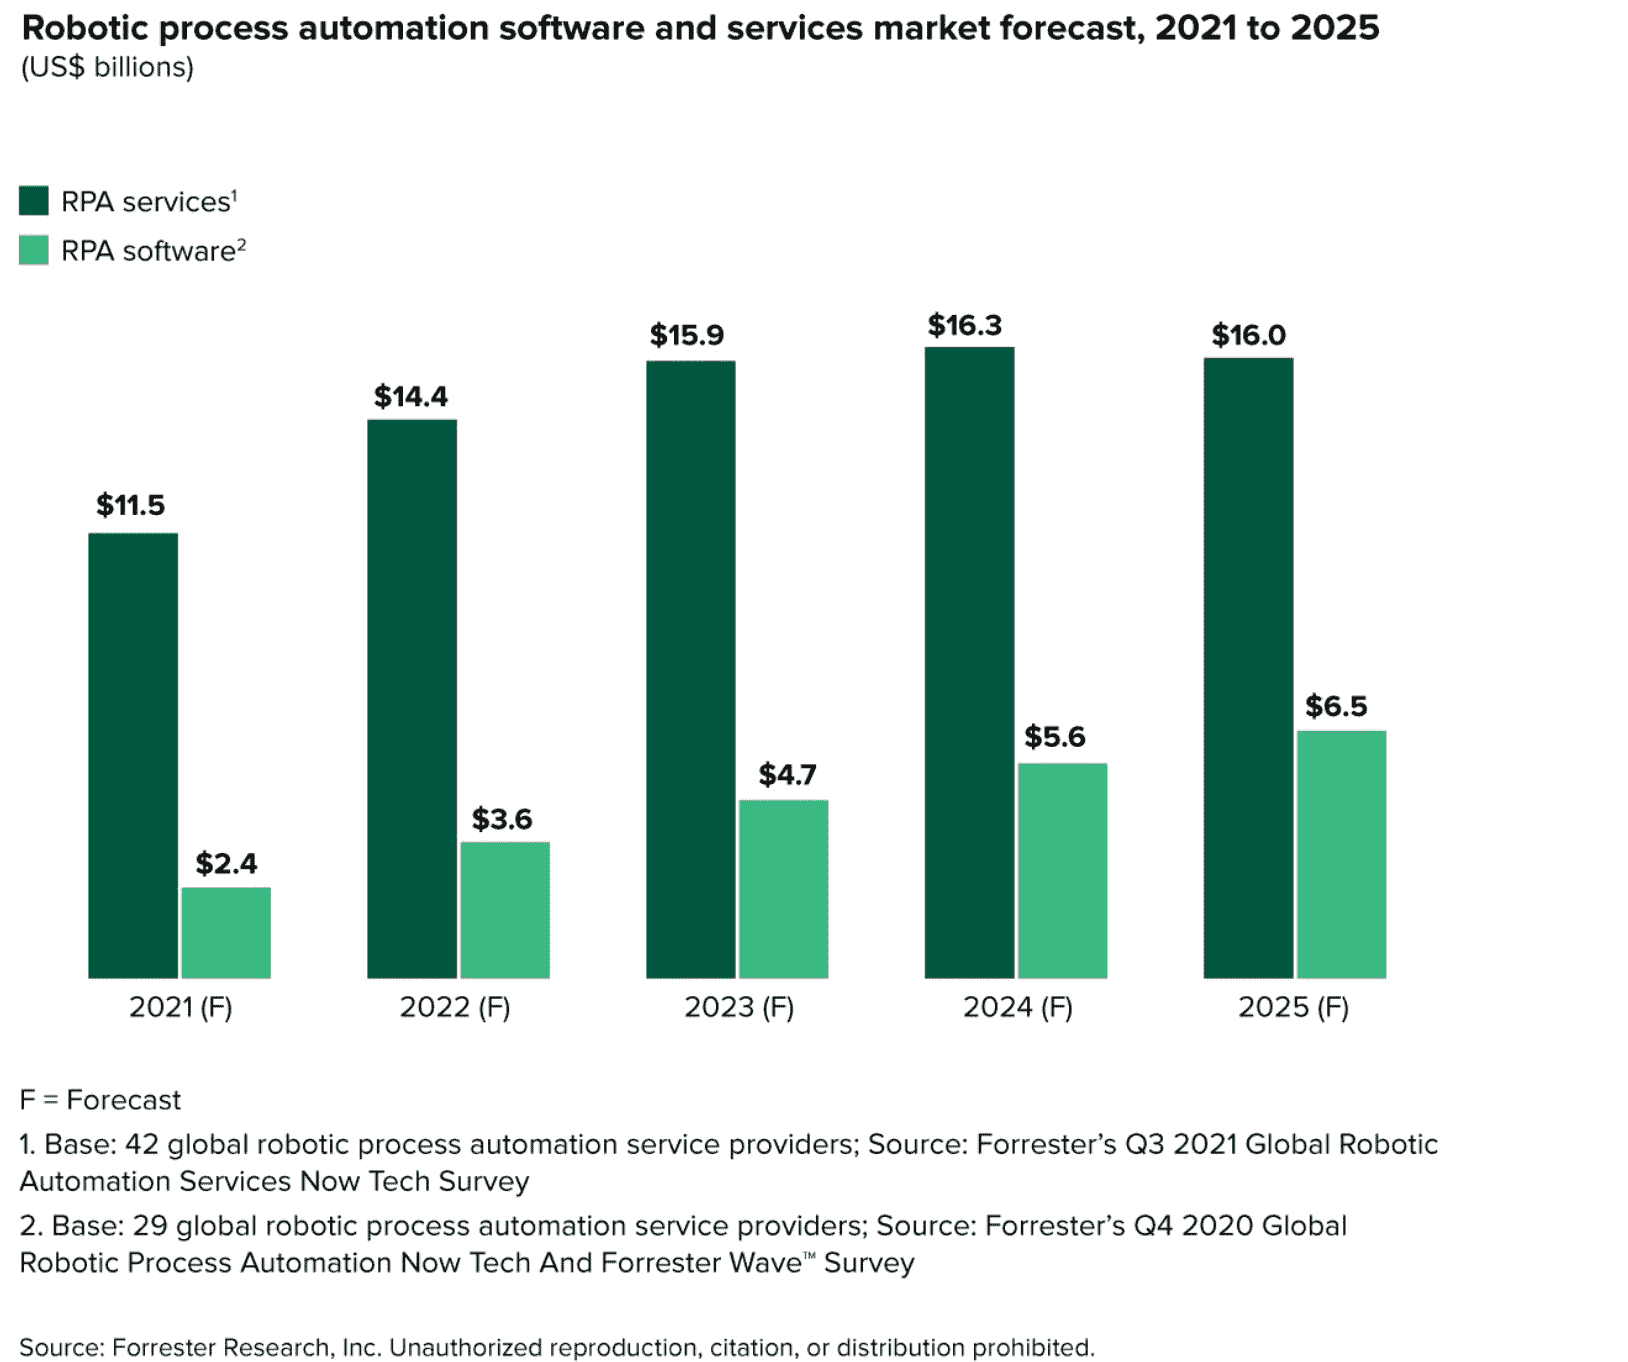 Robotic process automation software and services market forecast, 2021 to 2025
(US$ billions)
RPA services¹
RPA software²
$11.5
$2.4
$14.4
$3.6
$15.9
$4.7
$16.3
$5.6
$16.0
$6.5
2021 (F)
2022 (F)
2023 (F)
2024 (F)
2025 (F)
F = Forecast
1. Base: 42 global robotic process automation service providers; Source: Forrester’s Q3 2021 Global Robotic
Automation Services Now Tech Survey
2. Base: 29 global robotic process automation service providers; Source: Forrester’s Q4 2020 Global
Robotic Process Automation Now Tech And Forrester Wave™ Survey
Source: Forrester Research, Inc. Unauthorized reproduction, citation, or distribution prohibited.